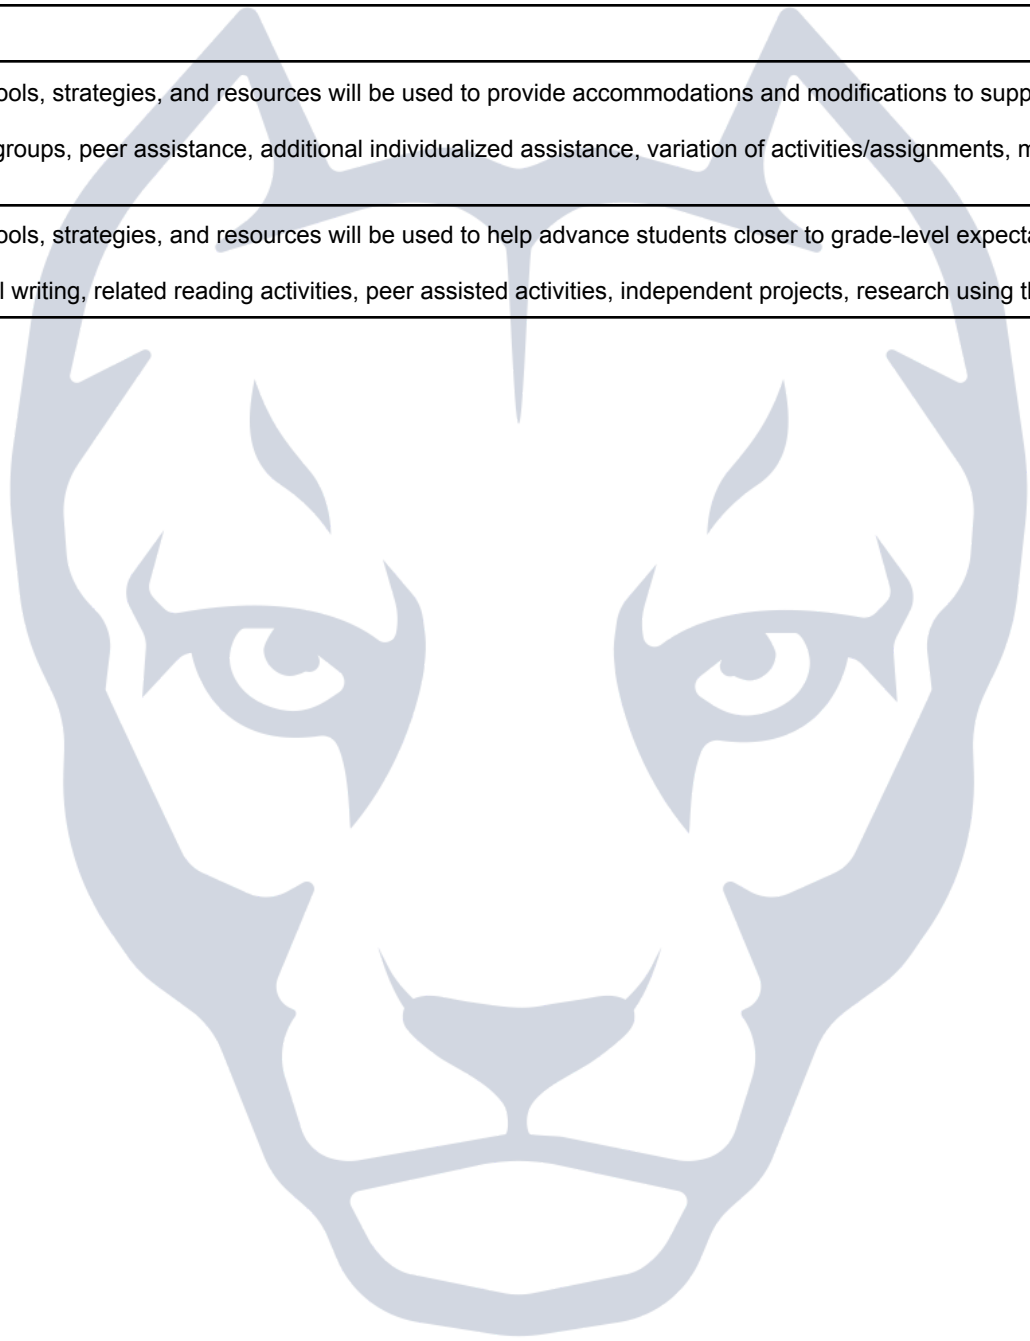 ools, strategies, and resources will be used to provide accommodations and modifications to supp
groups, peer assistance, additional individualized assistance, variation of activities/assignments, m
ools, strategies, and resources will be used to help advance students closer to grade-level expecta
l writing, related reading activities, peer assisted activities, independent projects, research using th